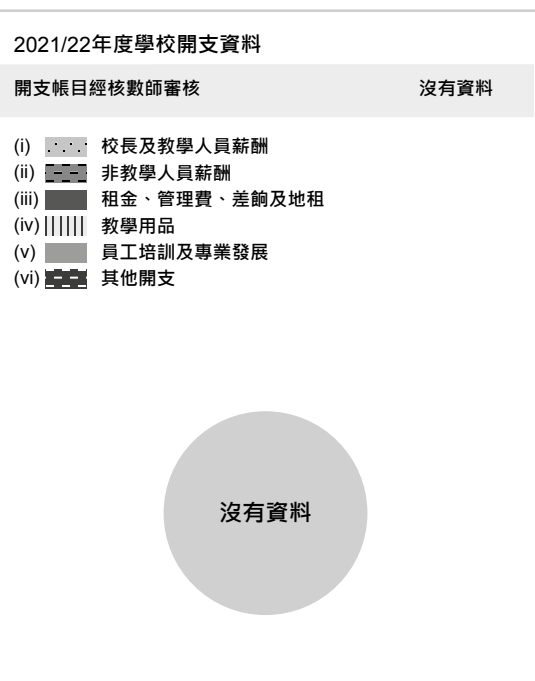 2021/22年度學校開支資料
開支帳目經核數師審核 沒有資料
(i) 校長及教學人員薪酬
(ii) 非教學人員薪酬
(iii) 租金、管理費、差餉及地租
(iv) 教學用品
(v) 員工培訓及專業發展
(vi) 其他開支
沒有資料